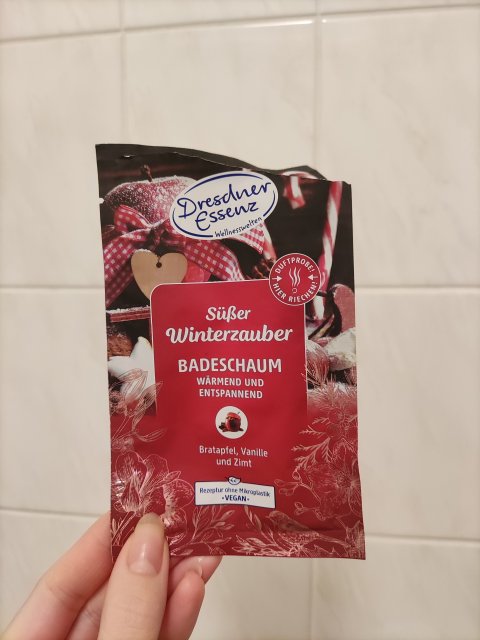 Dresdner
Essenz
Wellnesswelten
DUFTPROBE!
HIER RIECHEN!
Süßer
Winterzauber
BADESCHAUM
WÄRMEND UND
ENTSPANNEND
Bratapfel, Vanille
und Zimt
Rezeptur ohne Mikroplastik
• VEGAN •